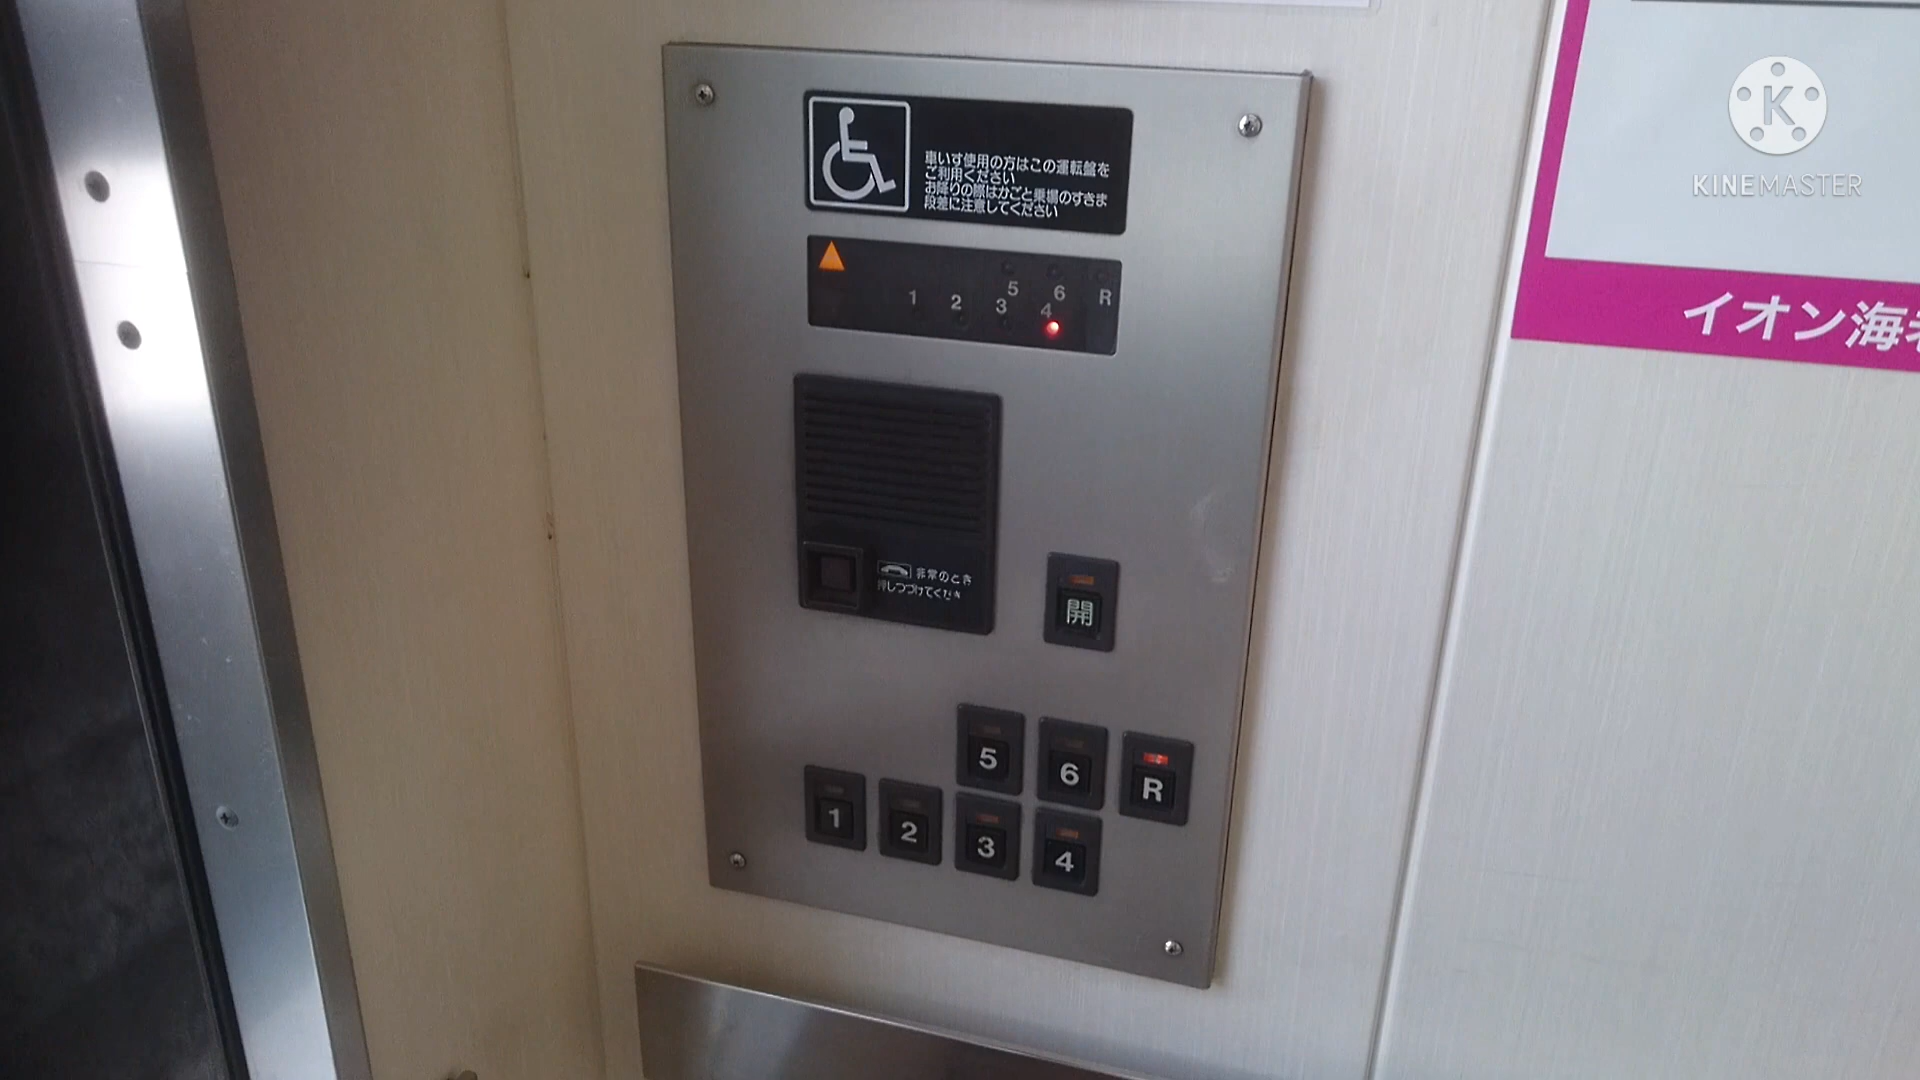 車いす使用の方はこの運転盤を
ご利用ください
お降りの際はかごと乗場のすきま
段差に注意してください
5 6 R
1 2 3 4
非常のとき
押しつづけてくださ
開
5 6 R
1 2 3 4
イオン海老
KINEMASTER